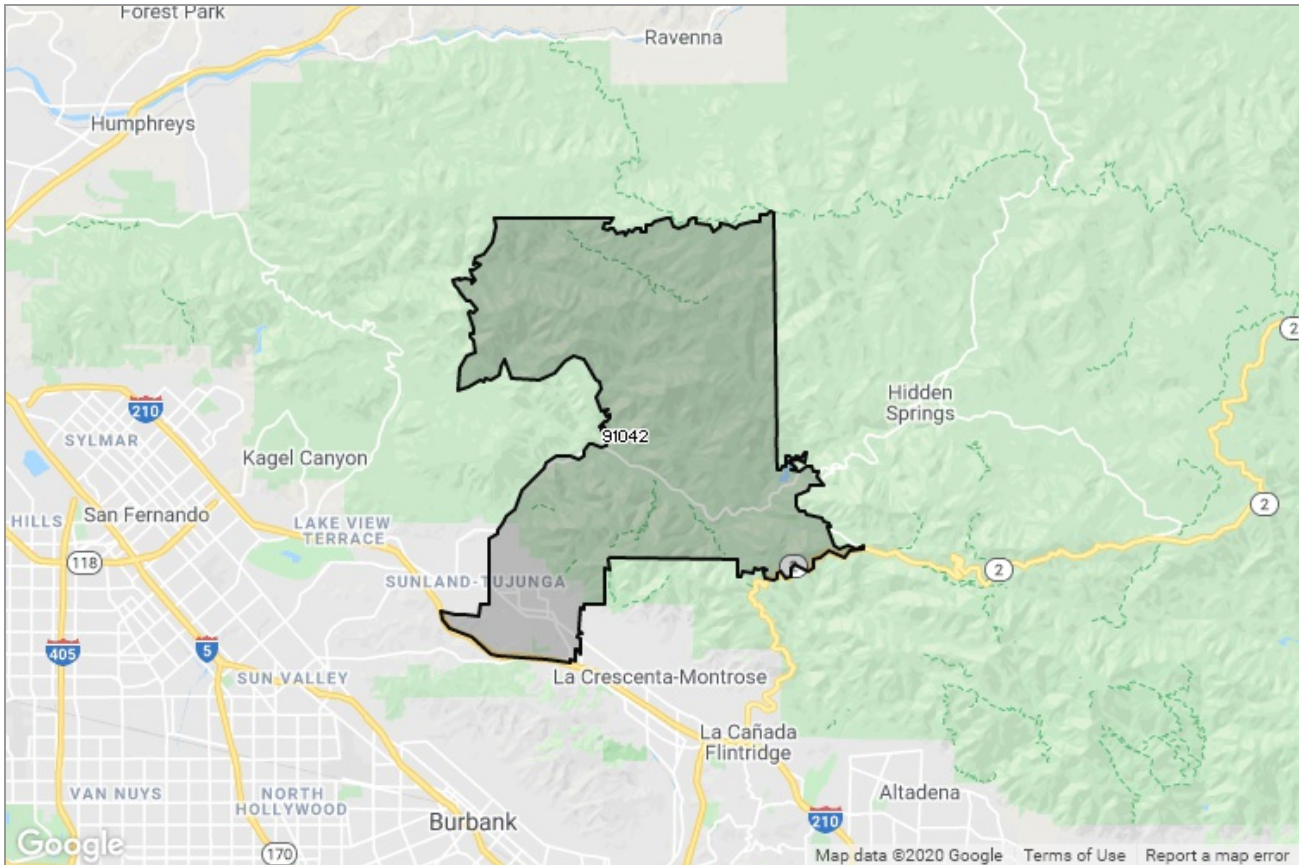 Forest Park
Ravenna
Humphreys
2
Hidden
Springs
210
SYLMAR
91042
Kagel Canyon
HILLS
San Fernando
LAKE VIEW
TERRACE
2
118
2
SUNLAND-TUJUNGA
405
5
SUN VALLEY
La Crescenta-Montrose
La Cañada
Flintridge
VAN NUYS
NORTH
HOLLYWOOD
Burbank
Altadena
210
Google
170
Map data ©2020 Google
Terms of Use
Report a map error